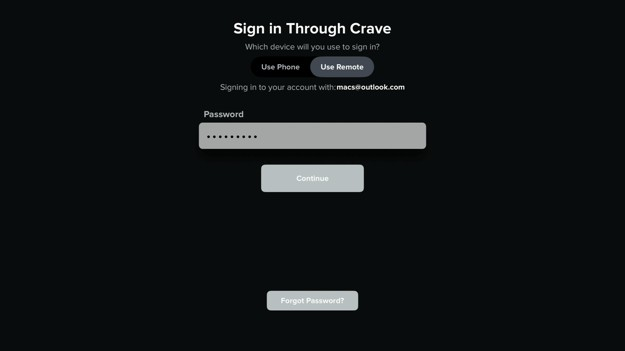 Sign in Through Crave
Which device will you use to sign in?
Use Phone Use Remote
Signing in to your account with: macs@outlook.com
Password
•••••••••
Continue
Forgot Password?